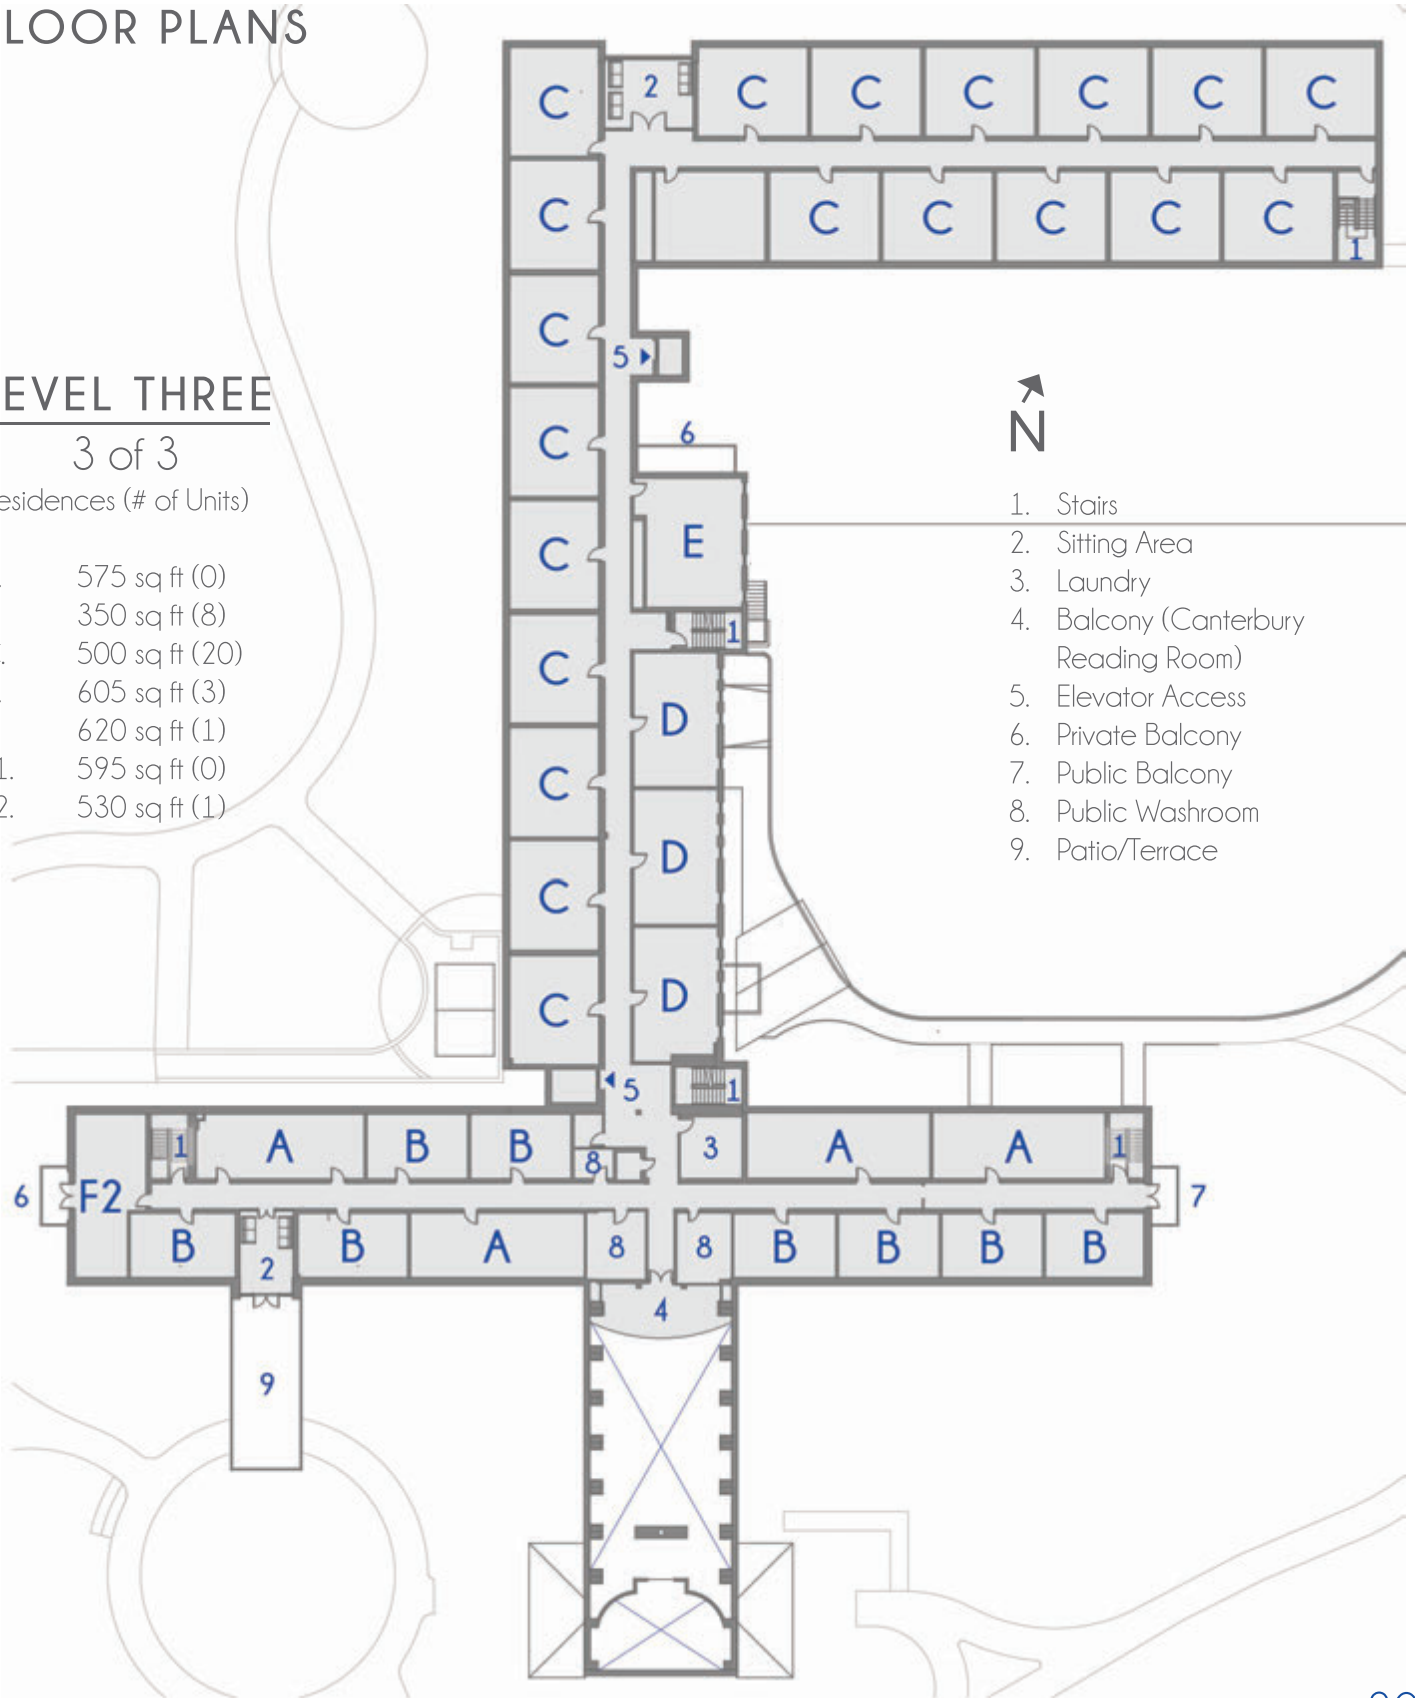 LOOR PLANS
EVEL THREE
3 of 3
esidences (# of Units)
575 sq ft (0)
350 sq ft (8)
500 sq ft (20)
605 sq ft (3)
620 sq ft (1)
1. 595 sq ft (0)
2. 530 sq ft (1)
N
1. Stairs
2. Sitting Area
3. Laundry
4. Balcony (Canterbury
Reading Room)
5. Elevator Access
6. Private Balcony
7. Public Balcony
8. Public Washroom
9. Patio/Terrace
C 2 C C C C C C
C C C C C C 1
C
5
C
6
C
E
1
C
D
C
D
C
D
C
5 1
1 A B B 8 3 A A 1
6 F2 7
B 2 B A 8 8 B B B B
4
9